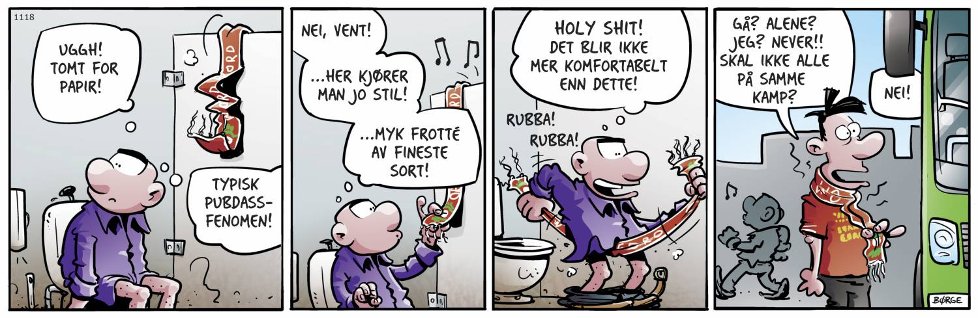 1118
UGGH!
TOMT FOR
PAPIR!
ORD
TYPISK
PUBDASS-
FENOMEN!
NEI, VENT!
...HER KJØRER
MAN JO STIL!
...MYK FROTTÉ
AV FINESTE
SORT!
HOLY SHIT!
DET BLIR IKKE
MER KOMFORTABELT
ENN DETTE!
RUBBA!
RUBBA!
GÅ? ALENE?
JEG? NEVER!!
SKAL IKKE ALLE
PÅ SAMME
KAMP?
NEI!
BØRGE